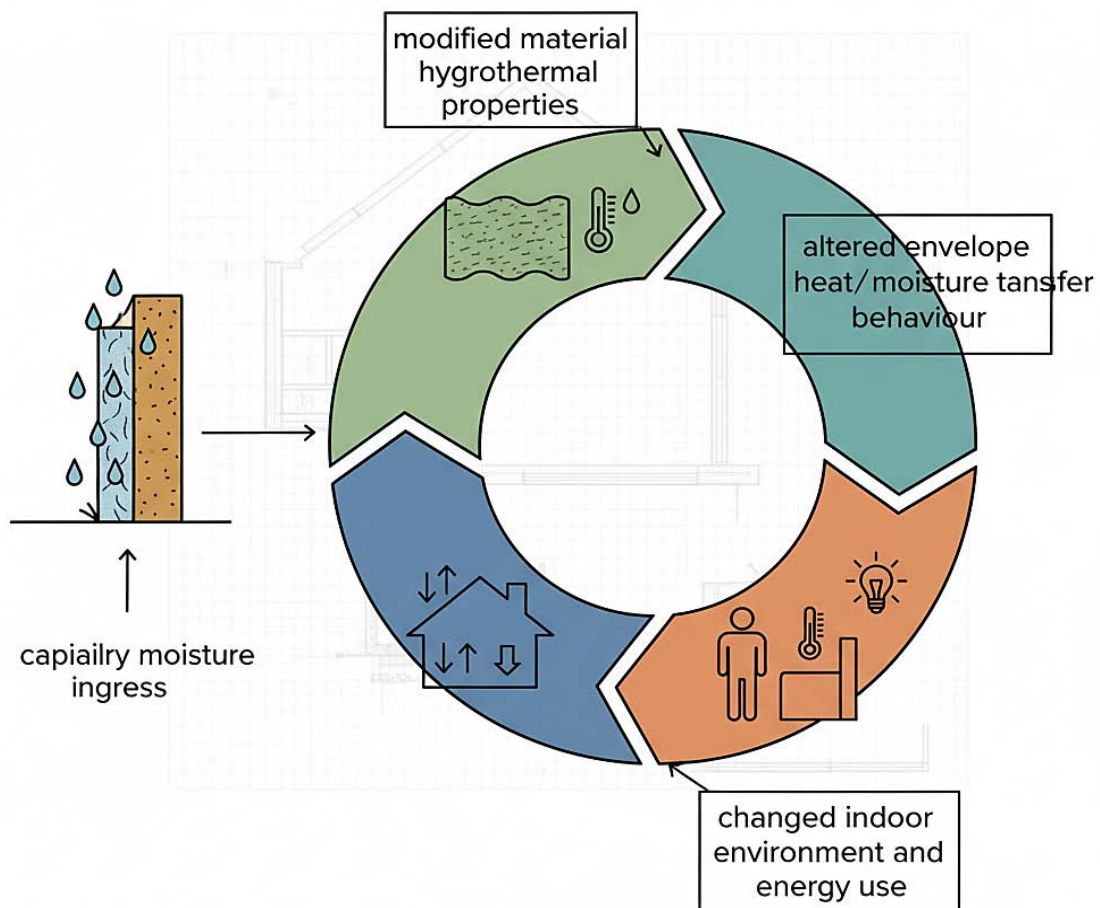 modified material
hygrothermal
properties
altered envelope
heat/moisture tansfer
behaviour
capiailry moisture
ingress
changed indoor
environment and
energy use